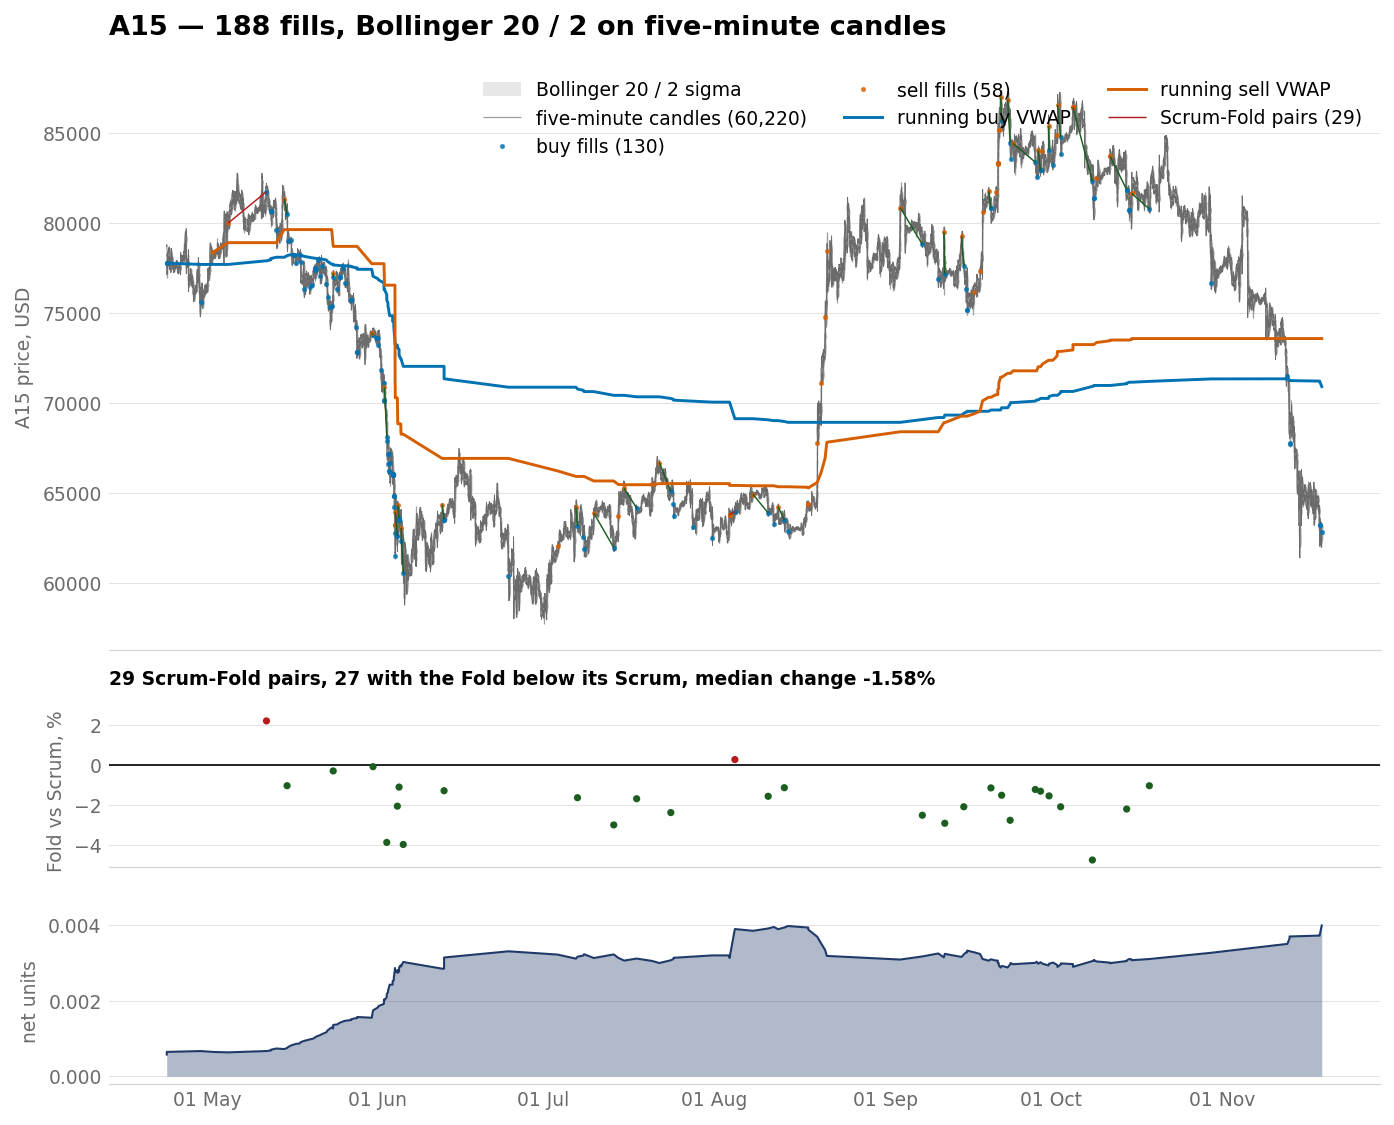 A15 — 188 fills, Bollinger 20 / 2 on five-minute candles
Bollinger 20 / 2 sigma
five-minute candles (60,220)
buy fills (130)
sell fills (58)
running buy VWAP
running sell VWAP
Scrum-Fold pairs (29)
A15 price, USD
85000
80000
75000
70000
65000
60000
29 Scrum-Fold pairs, 27 with the Fold below its Scrum, median change -1.58%
Fold vs Scrum, %
2
0
−2
−4
net units
0.004
0.002
0.000
01 May
01 Jun
01 Jul
01 Aug
01 Sep
01 Oct
01 Nov